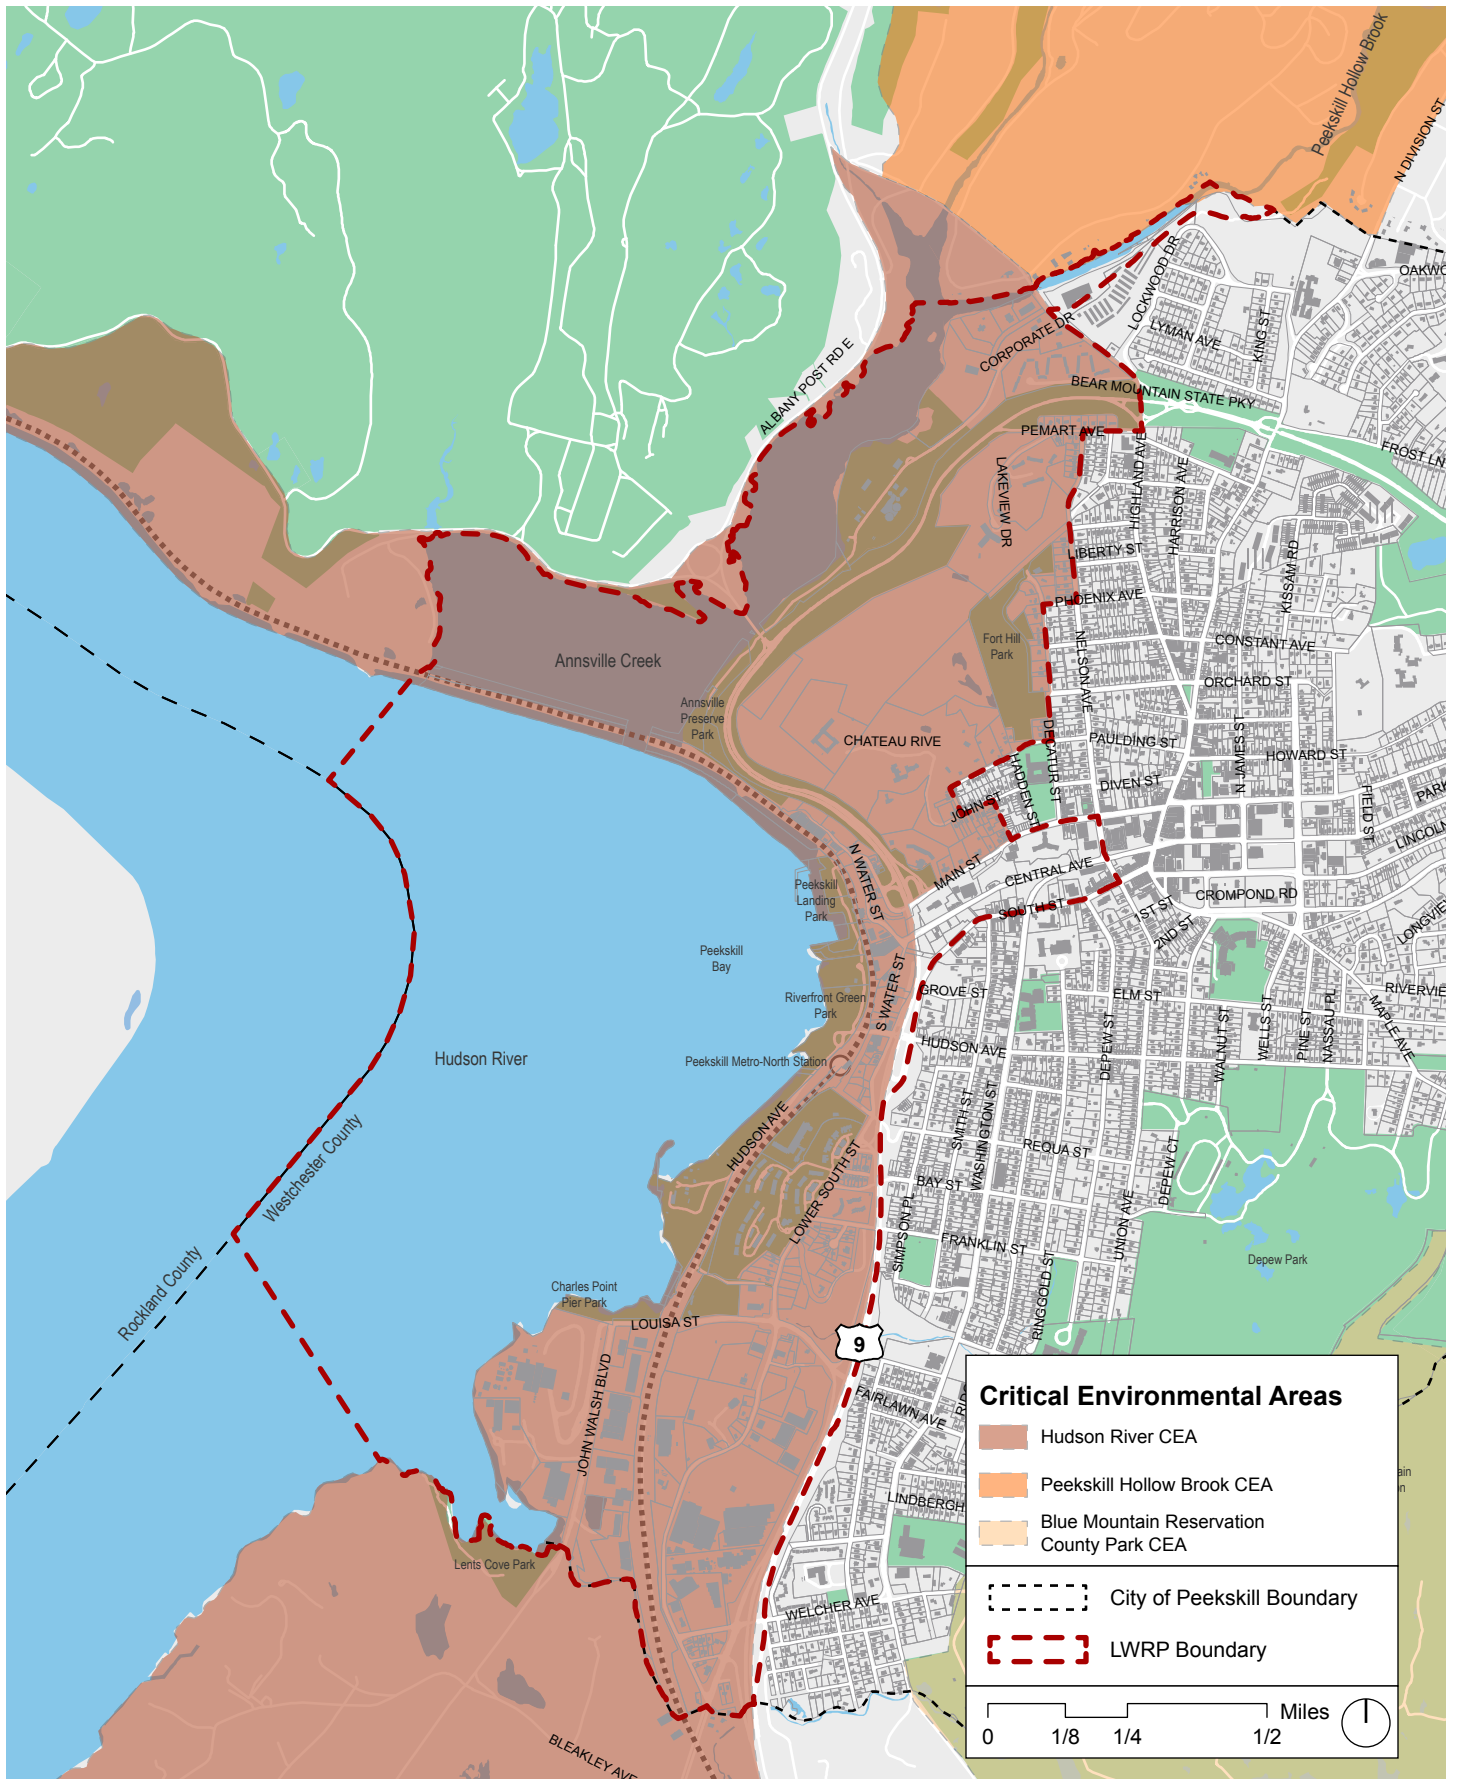 Peekskill Hollow Brook
N DIVISION ST
OAKWO
LOCKWOOD DR
LYMAN AVE
KING ST
CORPORATE DR
ALBANY POST RD E
BEAR MOUNTAIN STATE PKY
PEMART AVE
FROST LN
LAKEVIEW DR
HIGHLAND AVE
HARRISON AVE
LIBERTY ST
KISSAM RD
PHOENIX AVE
Fort Hill
Park
NELSON AVE
CONSTANT AVE
Annsville Creek
ORCHARD ST
Annsville
Preserve
Park
CHATEAU RIVE
DECATUR ST
PAULDING ST
N JAMES ST
HOWARD ST
HADDEN ST
DIVEN ST
JOHN ST
FIELD ST
PARK
LINCOLN
N WATER ST
MAIN ST
CENTRAL AVE
Peekskill
Landing
Park
SOUTH ST
CROMPOND RD
1ST ST
2ND ST
LONGVIE
Peekskill
Bay
S WATER ST
GROVE ST
ELM ST
RIVERVIE
Riverfront Green
Park
DEPEW ST
WALNUT ST
WELLS ST
PINE ST
NASSAU PL
MAPLE AVE
Hudson River
Peekskill Metro-North Station
HUDSON AVE
HUDSON AVE
SMITH ST
WASHINGTON ST
REQUA ST
LOWER SOUTH ST
BAY ST
DEPEW CT
Westchester County
SIMPSON PL
UNION AVE
FRANKLIN ST
Depew Park
Rockland County
Charles Point
Pier Park
RINGGOLD ST
LOUISA ST
9
JOHN WALSH BLVD
FAIRLAWN AVE
RID
LINDBERGH
ain
on
Lents Cove Park
WELCHER AVE
BLEAKLEY AVE
Critical Environmental Areas
Hudson River CEA
Peekskill Hollow Brook CEA
Blue Mountain Reservation
County Park CEA
City of Peekskill Boundary
LWRP Boundary
Miles
0 1/8 1/4 1/2